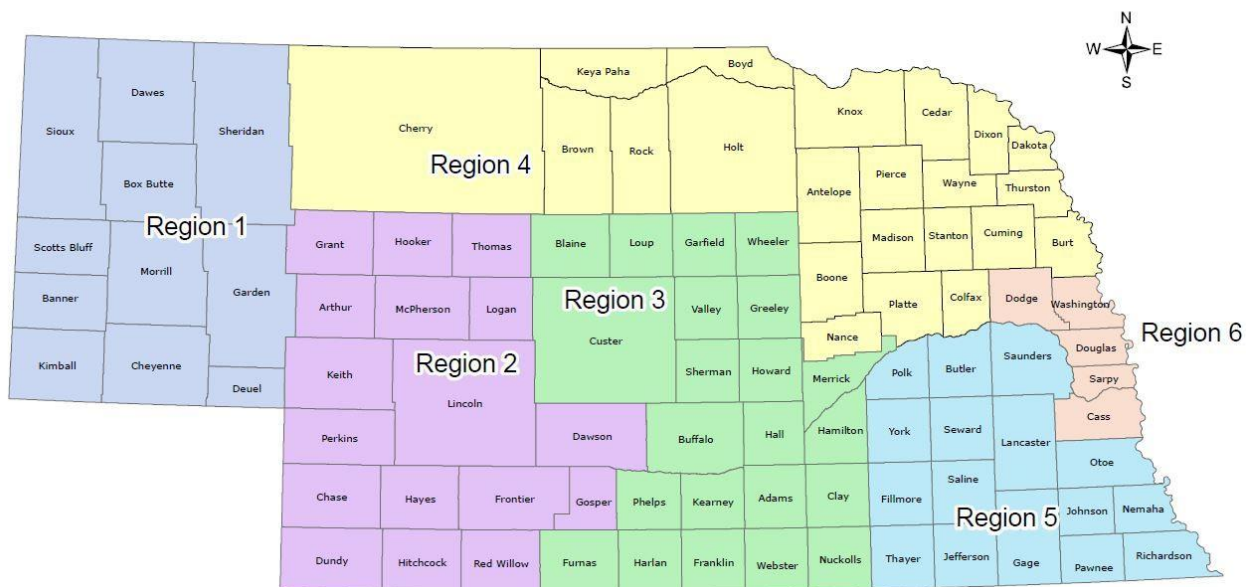 N
W E
S
Keya Paha
Boyd
Dawes
Sioux
Sheridan
Cherry
Brown
Rock
Holt
Knox
Cedar
Dixon
Dakota
Region 4
Box Butte
Antelope
Pierce
Wayne
Thurston
Region 1
Scotts Bluff
Morrill
Garden
Banner
Kimball
Cheyenne
Deuel
Grant
Hooker
Thomas
Blaine
Loup
Garfield
Wheeler
Madison
Stanton
Cuming
Burt
Boone
Platte
Colfax
Dodge
Washington
Nance
Arthur
McPherson
Logan
Region 3
Custer
Valley
Greeley
Region 6
Douglas
Sarpy
Cass
Keith
Region 2
Lincoln
Sherman
Howard
Merrick
Polk
Butler
Saunders
Perkins
Dawson
Buffalo
Hall
Hamilton
York
Seward
Lancaster
Otoe
Chase
Hayes
Frontier
Gosper
Phelps
Kearney
Adams
Clay
Fillmore
Saline
Region 5
Johnson
Nemaha
Dundy
Hitchcock
Red Willow
Furnas
Harlan
Franklin
Webster
Nuckolls
Thayer
Jefferson
Gage
Pawnee
Richardson